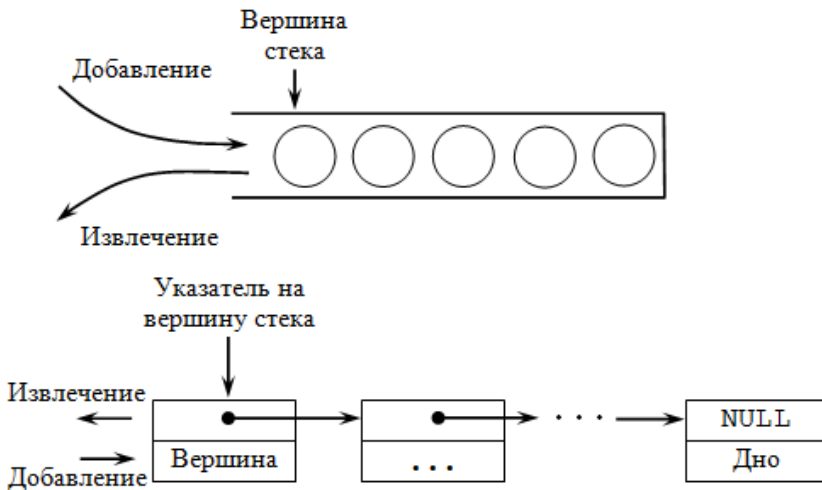 Вершина
стека
Добавление
Извлечение
Указатель на
вершину стека
Извлечение
NULL
Вершина
...
Дно
Добавление